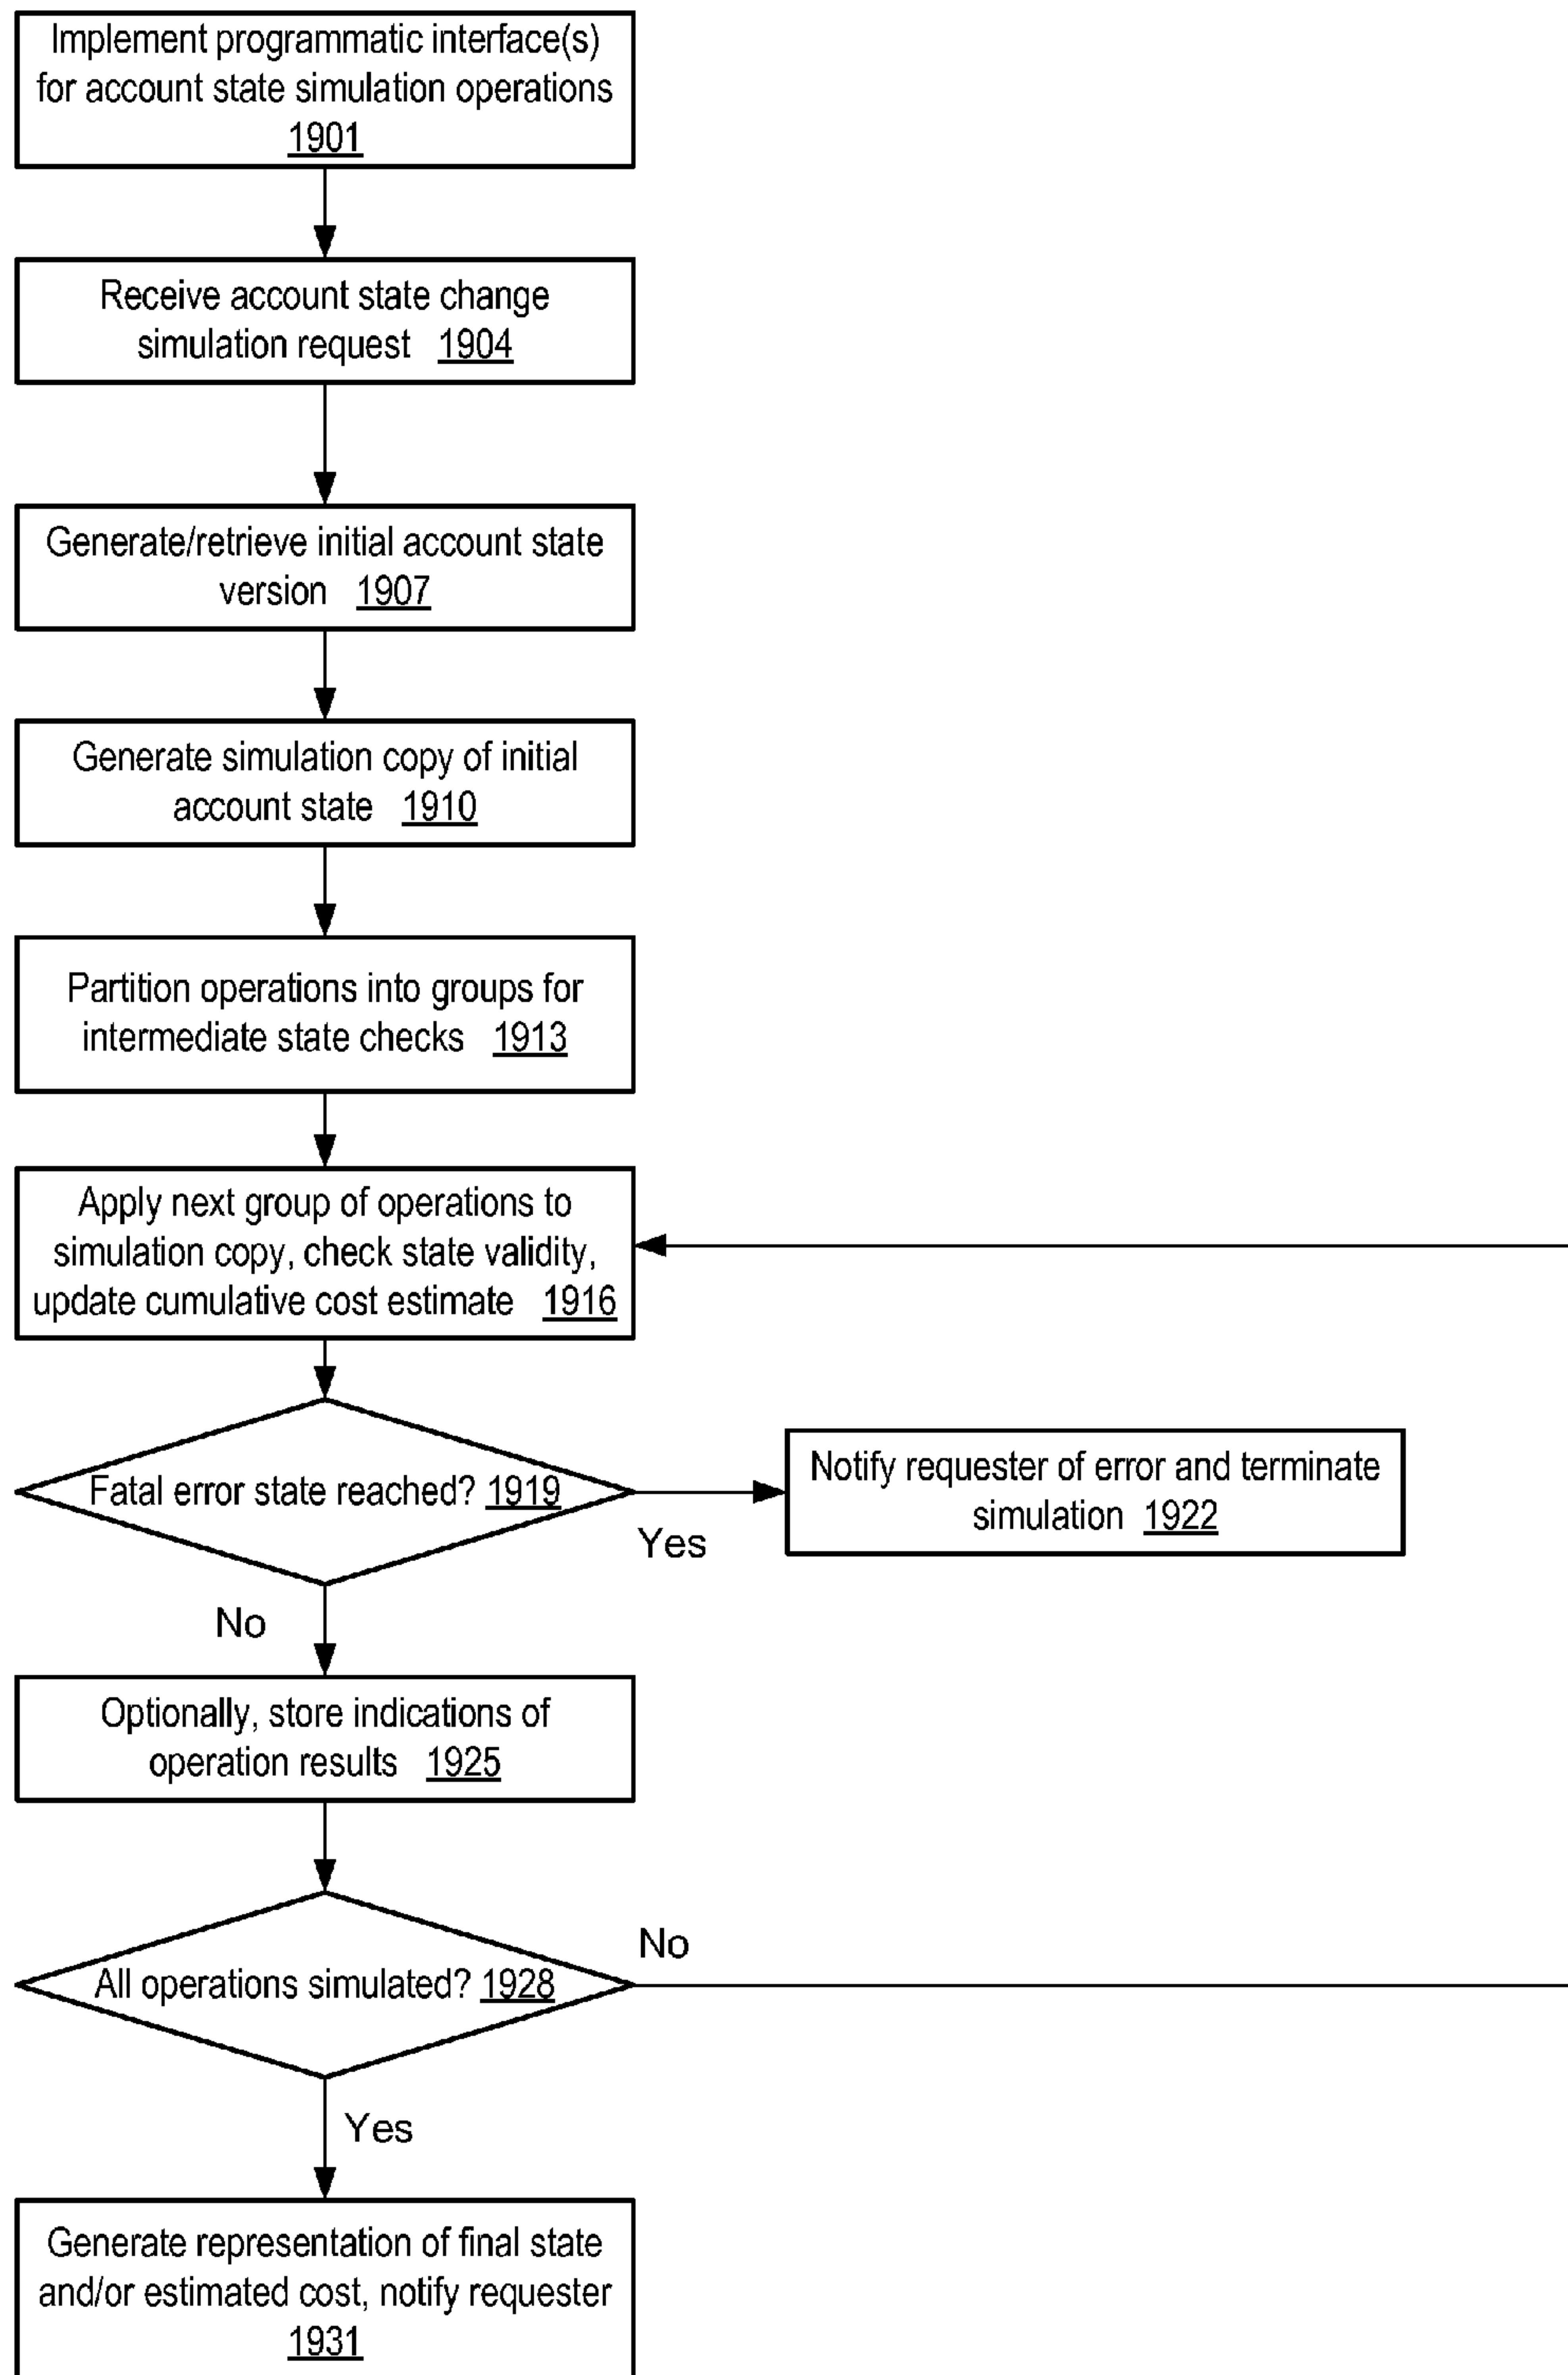 Implement programmatic interface(s)
for account state simulation operations
1901
Receive account state change
simulation request 1904
Generate/retrieve initial account state
version 1907
Generate simulation copy of initial
account state 1910
Partition operations into groups for
intermediate state checks 1913
Apply next group of operations to
simulation copy, check state validity,
update cumulative cost estimate 1916
Fatal error state reached? 1919
Yes
Notify requester of error and terminate
simulation 1922
No
Optionally, store indications of
operation results 1925
All operations simulated? 1928
No
Yes
Generate representation of final state
and/or estimated cost, notify requester
1931